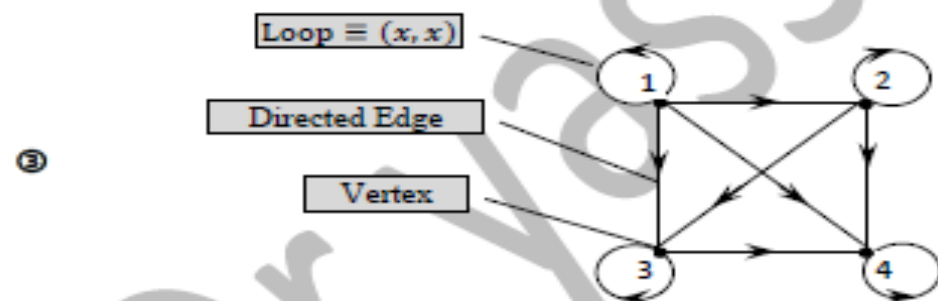 Loop ≡ (x, x)
1
2
Directed Edge
③
Vertex
3
4